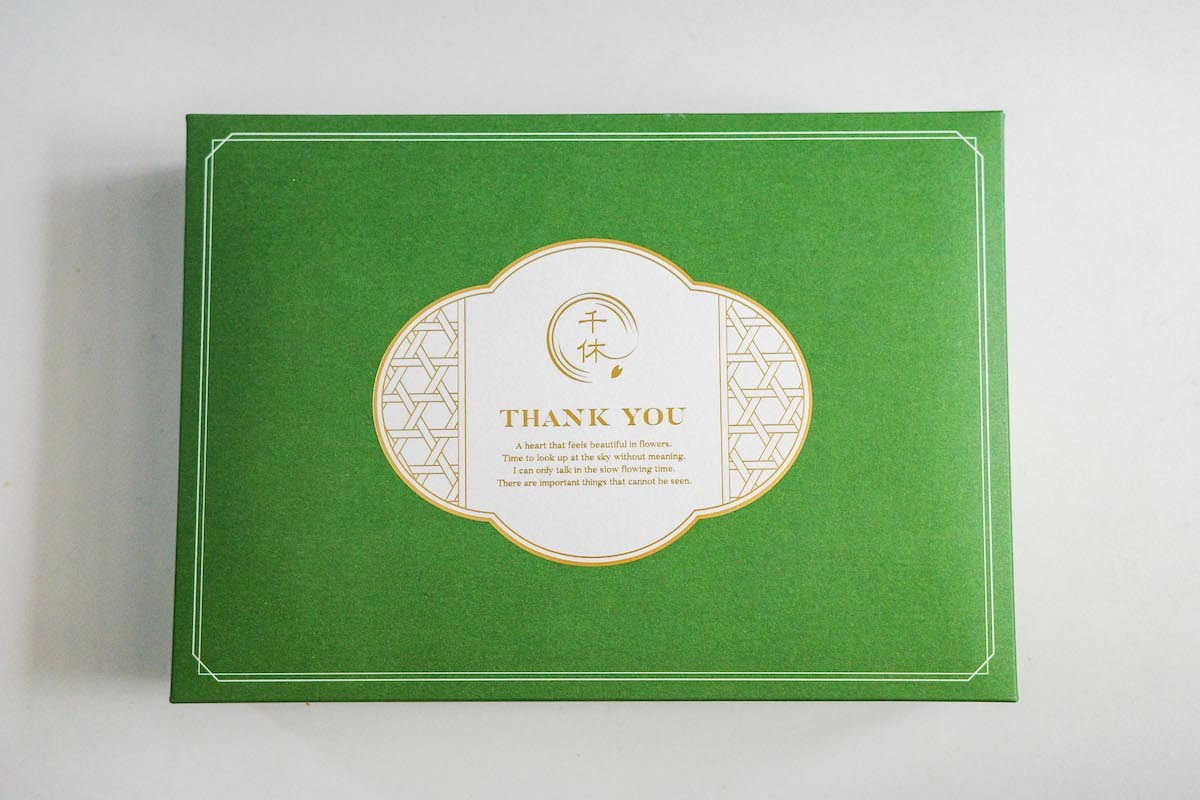 千
休
THANK YOU
A heart that feels beautiful in flowers.
Time to look up at the sky without meaning.
I can only talk in the slow flowing time.
There are important things that cannot be seen.